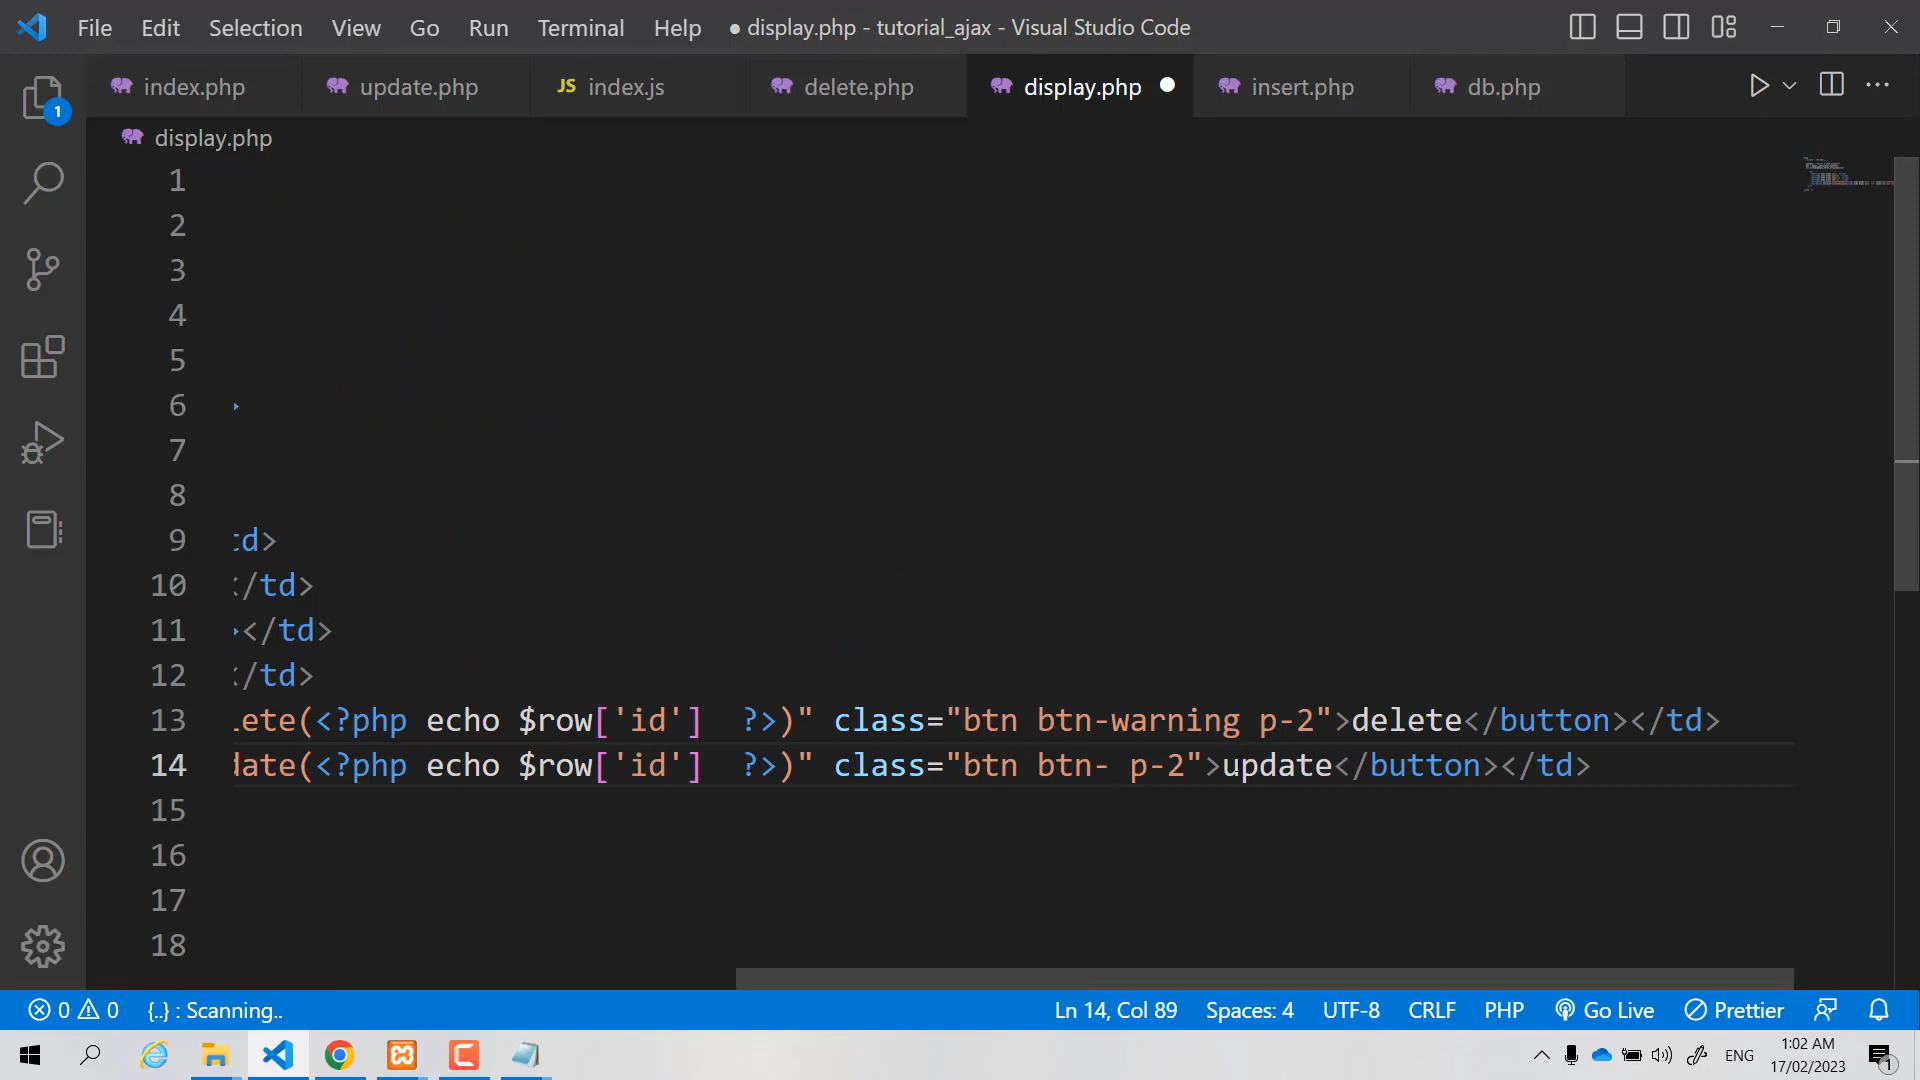 File Edit Selection View Go Run Terminal Help ● display.php - tutorial_ajax - Visual Studio Code
index.php update.php JS index.js delete.php display.php insert.php db.php
1
display.php
1
2
3
4
5
6
7
8
9 td>
10 </td>
11 ></td>
12 </td>
13 lete(<?php echo $row['id']  ?>)" class="btn btn-warning p-2">delete</button></td>
14 date(<?php echo $row['id']  ?>)" class="btn btn- p-2">update</button></td>
15
16
17
18
0 0 {..} : Scanning.. Ln 14, Col 89 Spaces: 4 UTF-8 CRLF PHP Go Live Prettier
ENG 1:02 AM
17/02/2023 1